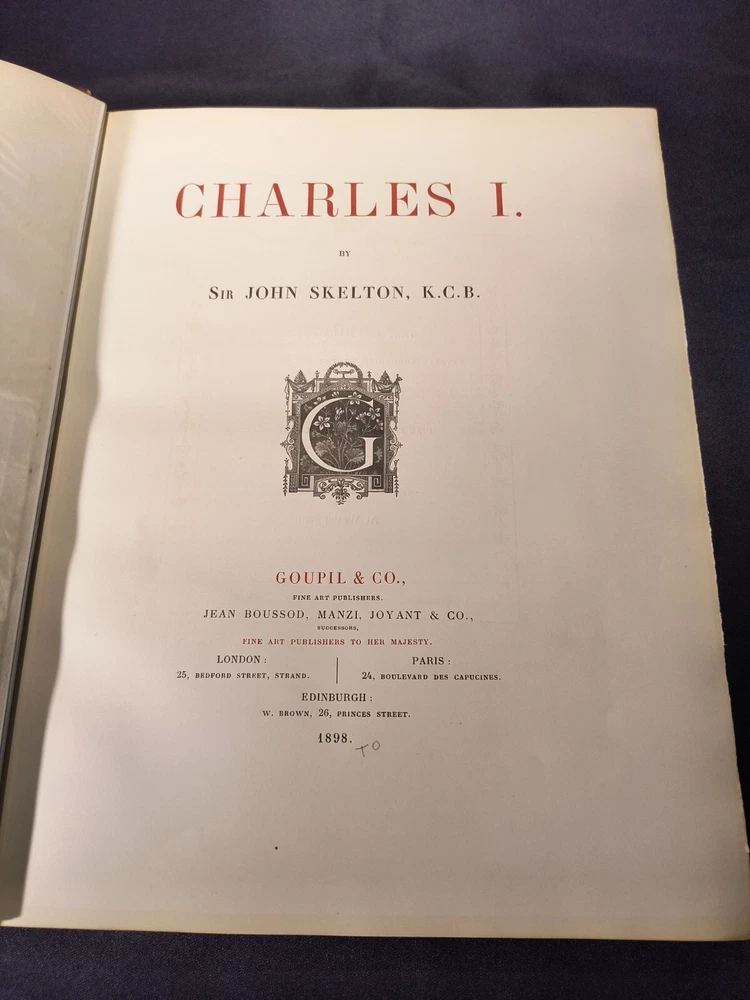 CHARLES I.
BY
Sir JOHN SKELTON, K.C.B.
G
GOUPIL & CO.,
FINE ART PUBLISHERS.
JEAN BOUSSOD, MANZI, JOYANT & CO.,
SUCCESSORS,
FINE ART PUBLISHERS TO HER MAJESTY.
LONDON :
25, BEDFORD STREET, STRAND.
PARIS :
24, BOULEVARD DES CAPUCINES.
EDINBURGH :
W. BROWN, 26, PRINCES STREET.
1898.
TO